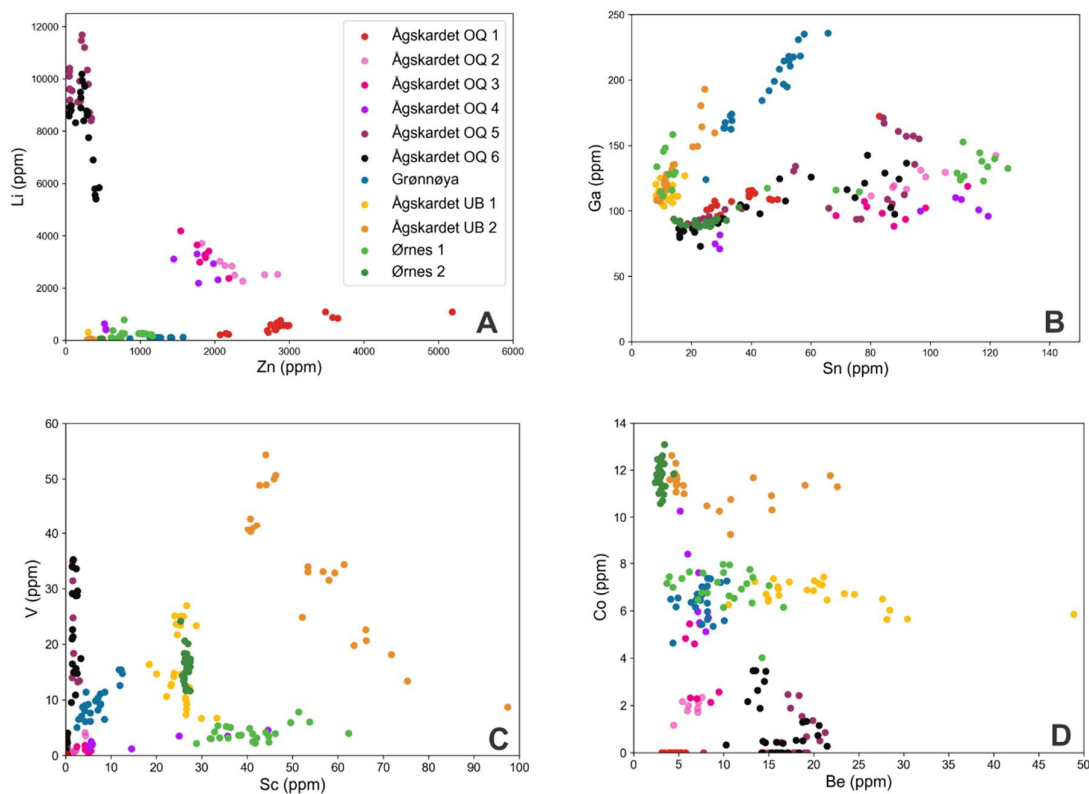 12000
10000
8000
6000
4000
2000
0
Li (ppm)
0 1000 2000 3000 4000 5000 6000
Zn (ppm)
Ågskardet OQ 1
Ågskardet OQ 2
Ågskardet OQ 3
Ågskardet OQ 4
Ågskardet OQ 5
Ågskardet OQ 6
Grønnøya
Ågskardet UB 1
Ågskardet UB 2
Ørnes 1
Ørnes 2
A
250
200
150
100
50
0
Ga (ppm)
0 20 40 60 80 100 120 140
Sn (ppm)
B
60
50
40
30
20
10
0
V (ppm)
0 10 20 30 40 50 60 70 80 90 100
Sc (ppm)
C
14
12
10
8
6
4
2
0
Co (ppm)
0 5 10 15 20 25 30 35 40 45 50
Be (ppm)
D